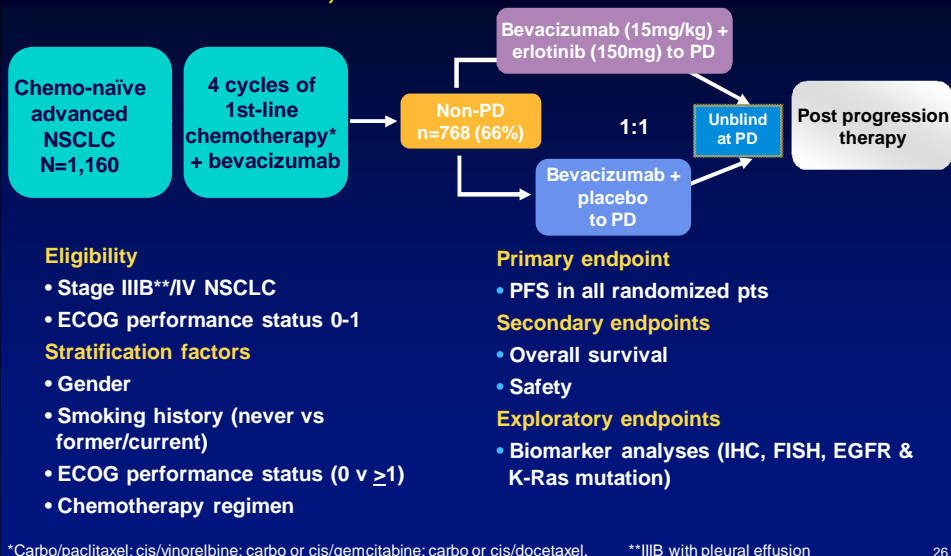 Bevacizumab (15mg/kg) +
erlotinib (150mg) to PD
Chemo-naïve
advanced
NSCLC
N=1,160
4 cycles of
1st-line
chemotherapy*
+ bevacizumab
Non-PD
n=768 (66%)
1:1
Unblind
at PD
Post progression
therapy
Bevacizumab +
placebo
to PD
Eligibility
• Stage IIIB**/IV NSCLC
• ECOG performance status 0-1
Stratification factors
• Gender
• Smoking history (never vs
former/current)
• ECOG performance status (0 v ≥1)
• Chemotherapy regimen
Primary endpoint
• PFS in all randomized pts
Secondary endpoints
• Overall survival
• Safety
Exploratory endpoints
• Biomarker analyses (IHC, FISH, EGFR &
K-Ras mutation)
*Carbo/paclitaxel; cis/vinorelbine; carbo or cis/gemcitabine; carbo or cis/docetaxel. **IIIB with pleural effusion 26